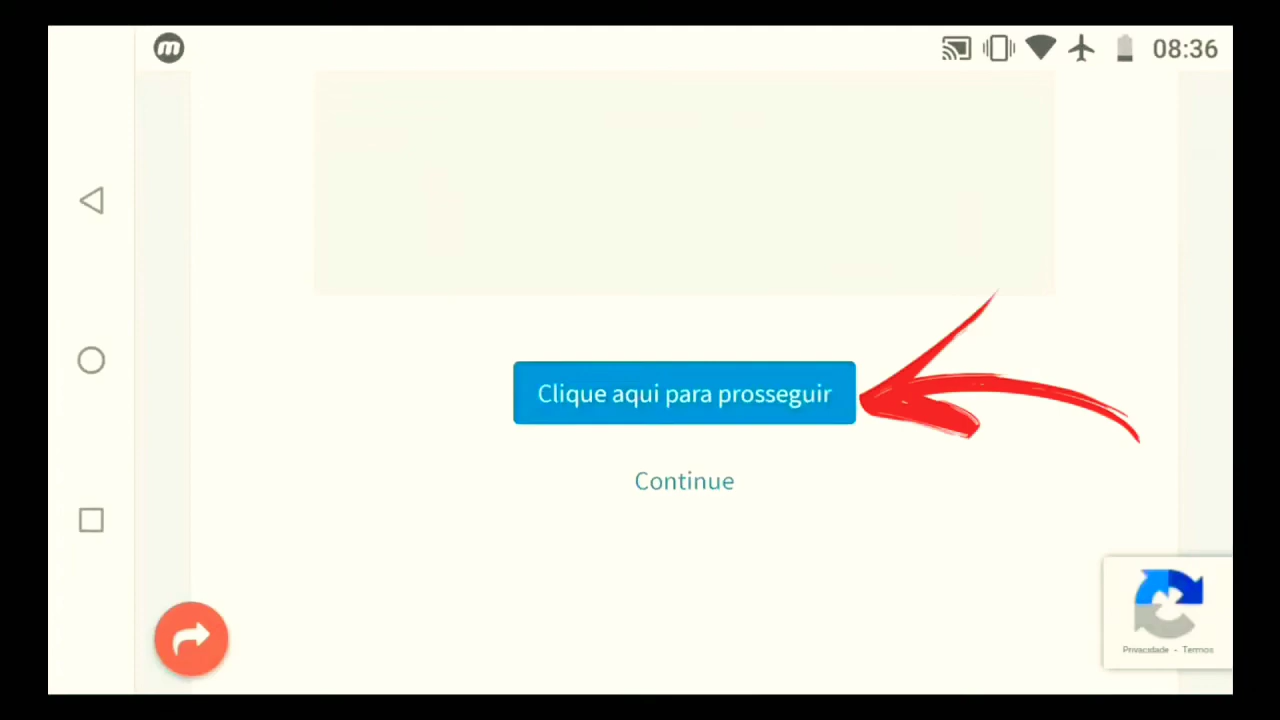 m
08:36
Clique aqui para prosseguir
Continue
Privacidade - Termos